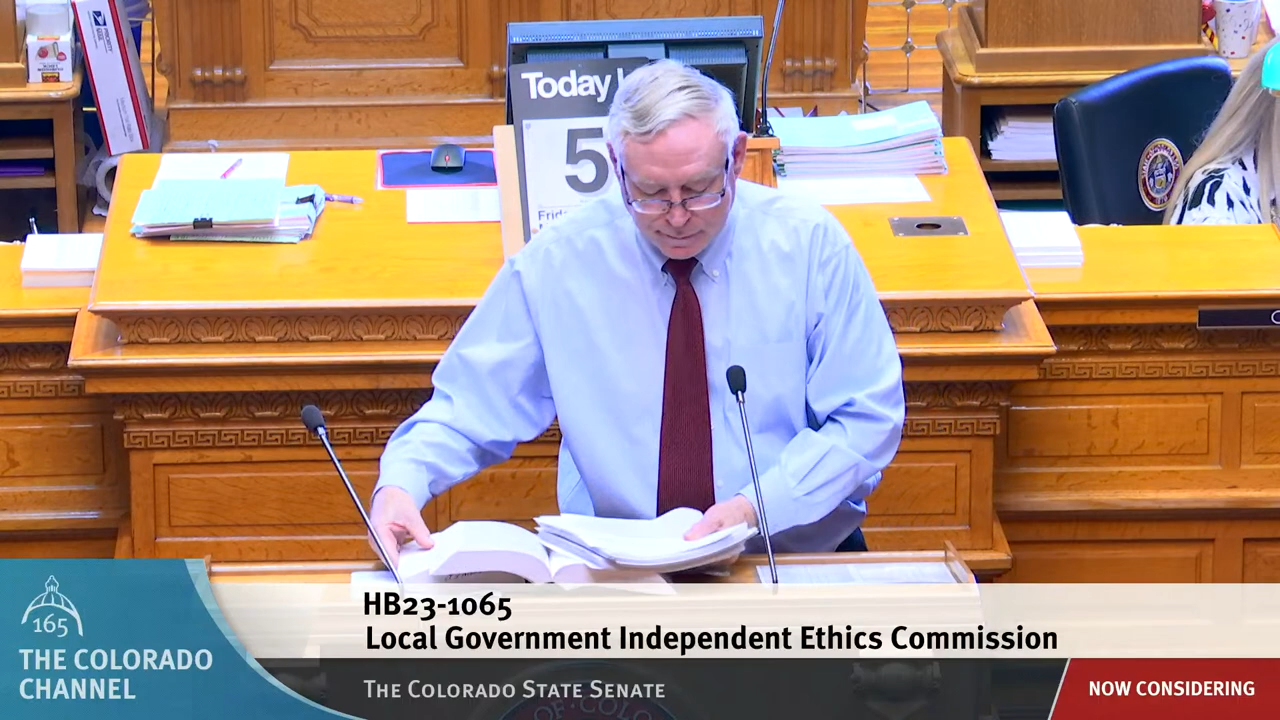 Today
5
HB23-1065
Local Government Independent Ethics Commission
165
THE COLORADO
CHANNEL
THE COLORADO STATE SENATE
NOW CONSIDERING